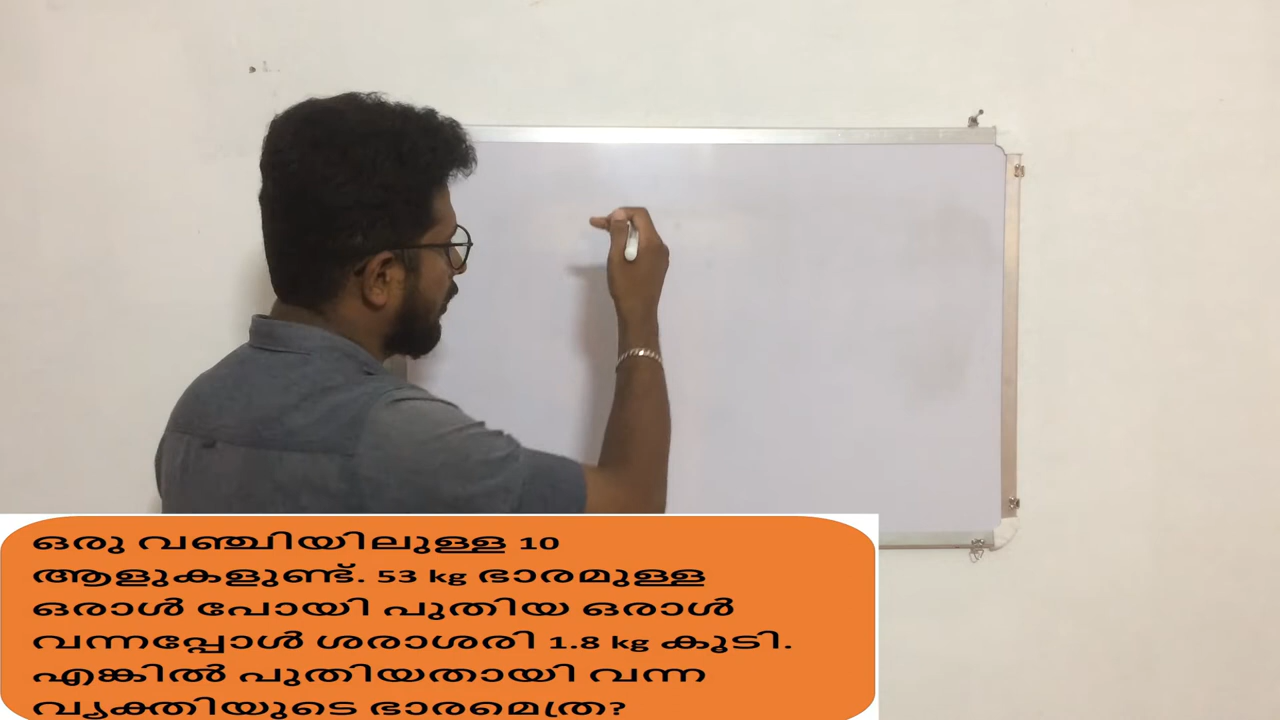 ഒരു വഞ്ചിയിലുള്ള 10
ആളുകളുണ്ട്. 53 kg ഭാരമുള്ള
ഒരാൾ പോയി പുതിയ ഒരാൾ
വന്നപ്പോൾ ശരാശരി 1.8 kg കൂടി.
എങ്കിൽ പുതിയതായി വന്ന
വ്യക്തിയുടെ ഭാരമെത്ര?